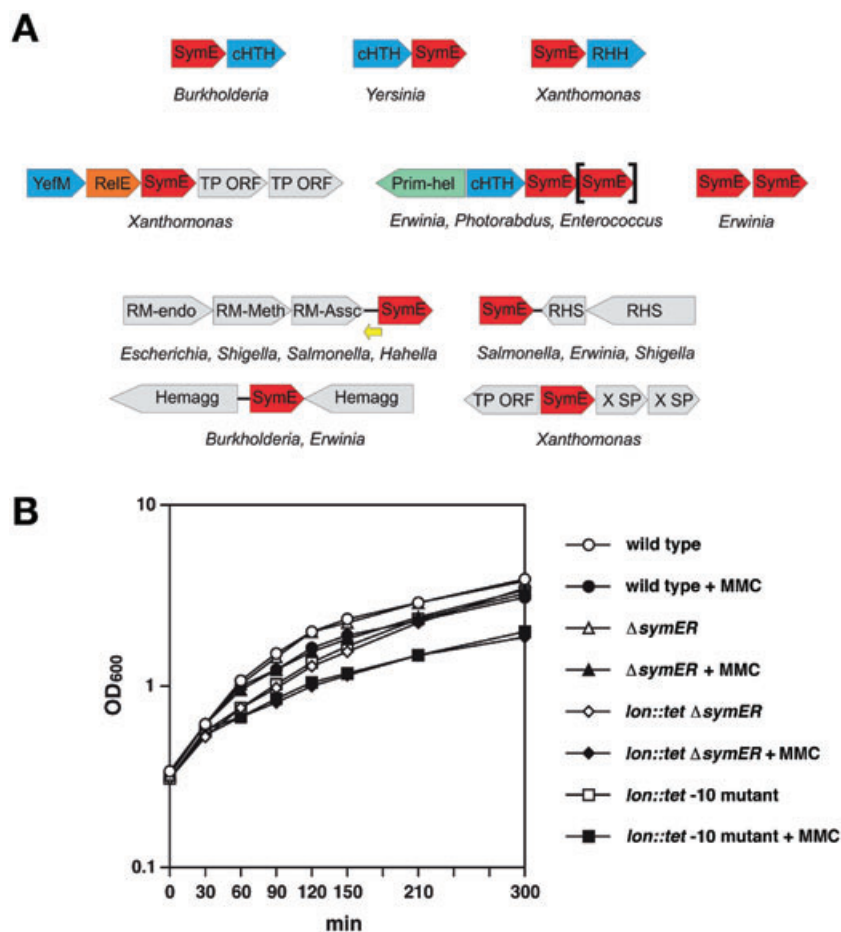 A
SymE cHTH
cHTH SymE
SymE RHH
Burkholderia
Yersinia
Xanthomonas
YefM RelE SymE TP ORF TP ORF
Prim-hel cHTH SymE [SymE]
SymE SymE
Xanthomonas
Erwinia, Photorabdus, Enterococcus
Erwinia
RM-endo RM-Meth RM-Assc SymE
SymE RHS RHS
Escherichia, Shigella, Salmonella, Hahella
Salmonella, Erwinia, Shigella
Hemagg SymE Hemagg
TP ORF SymE X SP X SP
Burkholderia, Erwinia
Xanthomonas
B
10
1
0.1
OD600
0 30 60 90 120 150 210 300
min
wild type
wild type + MMC
ΔsymER
ΔsymER + MMC
lon::tet ΔsymER
lon::tet ΔsymER + MMC
lon::tet -10 mutant
lon::tet -10 mutant + MMC